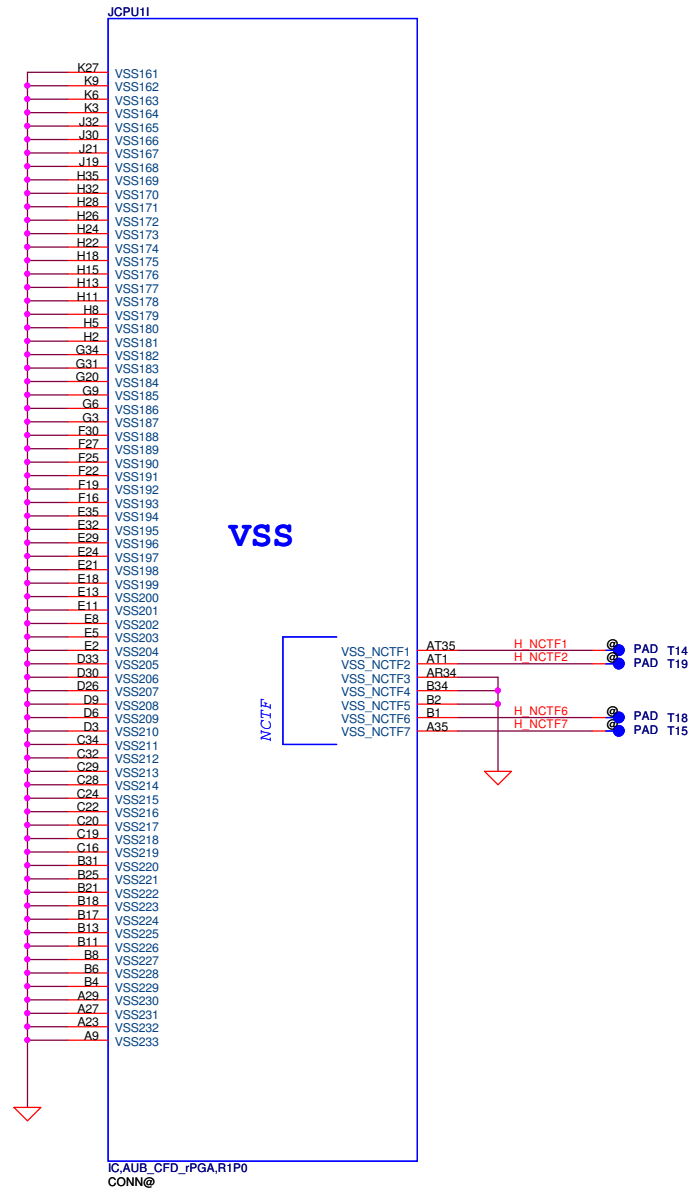 JCPU1I
K27 VSS161
K9 VSS162
K6 VSS163
K3 VSS164
J32 VSS165
J30 VSS166
J21 VSS167
J19 VSS168
H35 VSS169
H32 VSS170
H28 VSS171
H26 VSS172
H24 VSS173
H22 VSS174
H18 VSS175
H15 VSS176
H13 VSS177
H11 VSS178
H8 VSS179
H5 VSS180
H2 VSS181
G34 VSS182
G31 VSS183
G20 VSS184
G9 VSS185
G6 VSS186
G3 VSS187
F30 VSS188
F27 VSS189
F25 VSS190
F22 VSS191
F19 VSS192
F16 VSS193
E35 VSS194
E32 VSS195
E29 VSS196
E24 VSS197
E21 VSS198
E18 VSS199
E13 VSS200
E11 VSS201
E8 VSS202
E5 VSS203
E2 VSS204
D33 VSS205
D30 VSS206
D26 VSS207
D9 VSS208
D6 VSS209
D3 VSS210
C34 VSS211
C32 VSS212
C29 VSS213
C28 VSS214
C24 VSS215
C22 VSS216
C20 VSS217
C19 VSS218
C16 VSS219
B31 VSS220
B25 VSS221
B21 VSS222
B18 VSS223
B17 VSS224
B13 VSS225
B11 VSS226
B8 VSS227
B6 VSS228
B4 VSS229
A29 VSS230
A27 VSS231
A23 VSS232
A9 VSS233
VSS
NCTF
VSS_NCTF1 AT35 H_NCTF1 @ PAD T14
VSS_NCTF2 AT1 H_NCTF2 @ PAD T19
VSS_NCTF3 AR34
VSS_NCTF4 B34
VSS_NCTF5 B2
VSS_NCTF6 B1 H_NCTF6 @ PAD T18
VSS_NCTF7 A35 H_NCTF7 @ PAD T15
IC,AUB_CFD_rPGA,R1P0
CONN@